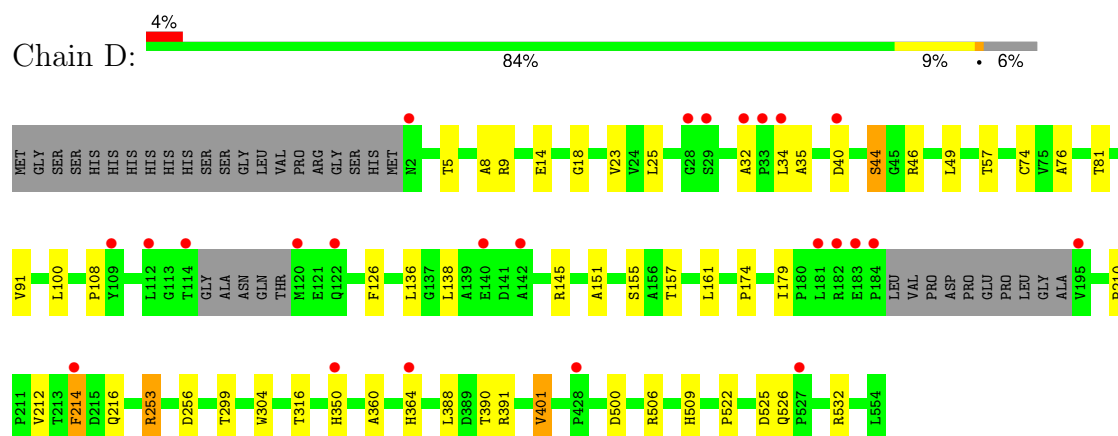 4%
Chain D:
84% 9% • 6%
MET GLY SER SER HIS HIS HIS HIS HIS HIS SER SER GLY LEU VAL PRO ARG GLY SER HIS MET N2 T5 A8 R9 E14 G18 V23 V24 L25 G28 S29 A32 P33 L34 A35 D40 S44 G45 R46 L49 T57 C74 V75 A76 T81
V91 L100 P108 Y109 L112 G113 T114 GLY ALA ASN GLN THR M120 E121 Q122 F126 L136 G137 L138 A139 E140 D141 A142 R145 A151 S155 A156 T157 L161 P174 I179 P180 L181 R182 E183 P184 LEU VAL PRO ASP PRO GLU PRO LEU GLY ALA V195
P211 V212 T213 F214 D215 Q216 R253 D256 T299 W304 T316 H350 A360 H364 L388 D389 T390 R391 V401 P428 D500 R506 H509 P522 D525 Q526 P527 R532 L554